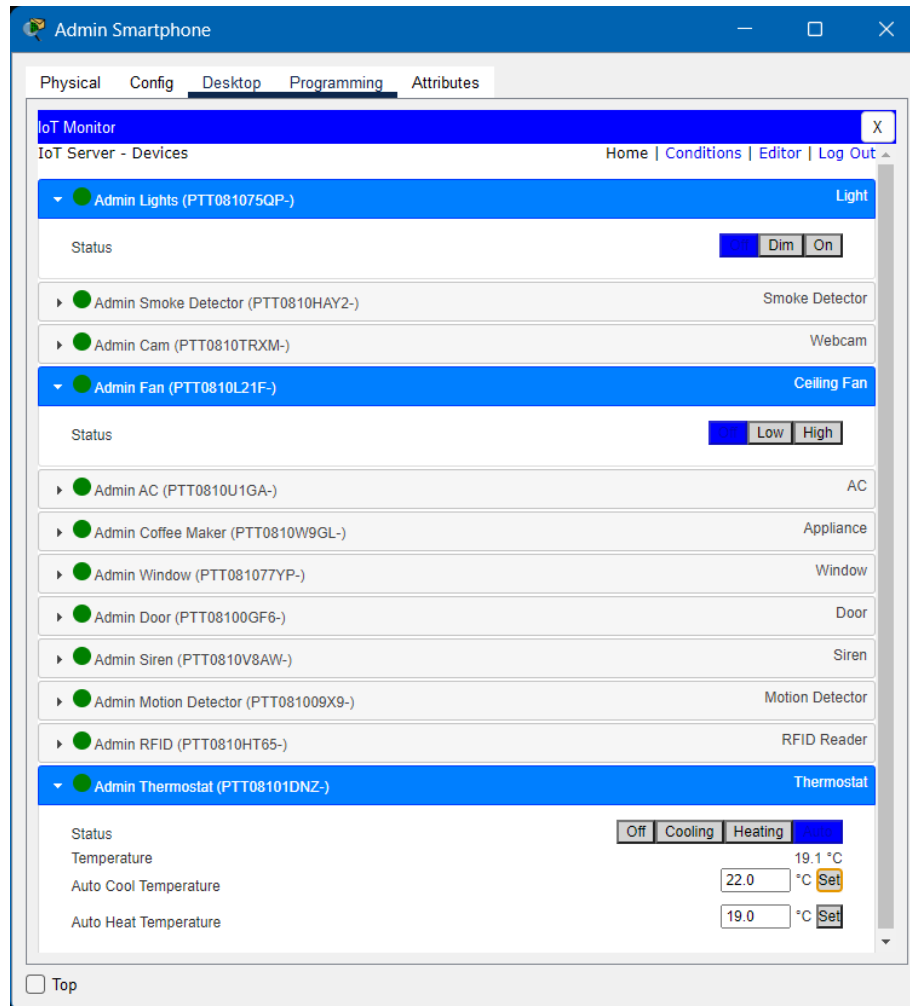 Admin Smartphone
Physical Config Desktop Programming Attributes
IoT Monitor X
IoT Server - Devices Home | Conditions | Editor | Log Out
Admin Lights (PTT081075QP-) Light
Status Dim On
Admin Smoke Detector (PTT0810HAY2-) Smoke Detector
Admin Cam (PTT0810TRXM-) Webcam
Admin Fan (PTT0810L21F-) Ceiling Fan
Status Low High
Admin AC (PTT0810U1GA-) AC
Admin Coffee Maker (PTT0810W9GL-) Appliance
Admin Window (PTT081077YP-) Window
Admin Door (PTT08100GF6-) Door
Admin Siren (PTT0810V8AW-) Siren
Admin Motion Detector (PTT081009X9-) Motion Detector
Admin RFID (PTT0810HT65-) RFID Reader
Admin Thermostat (PTT08101DNZ-) Thermostat
Status Off Cooling Heating
Temperature 19.1 °C
Auto Cool Temperature 22.0 °C Set
Auto Heat Temperature 19.0 °C Set
Top